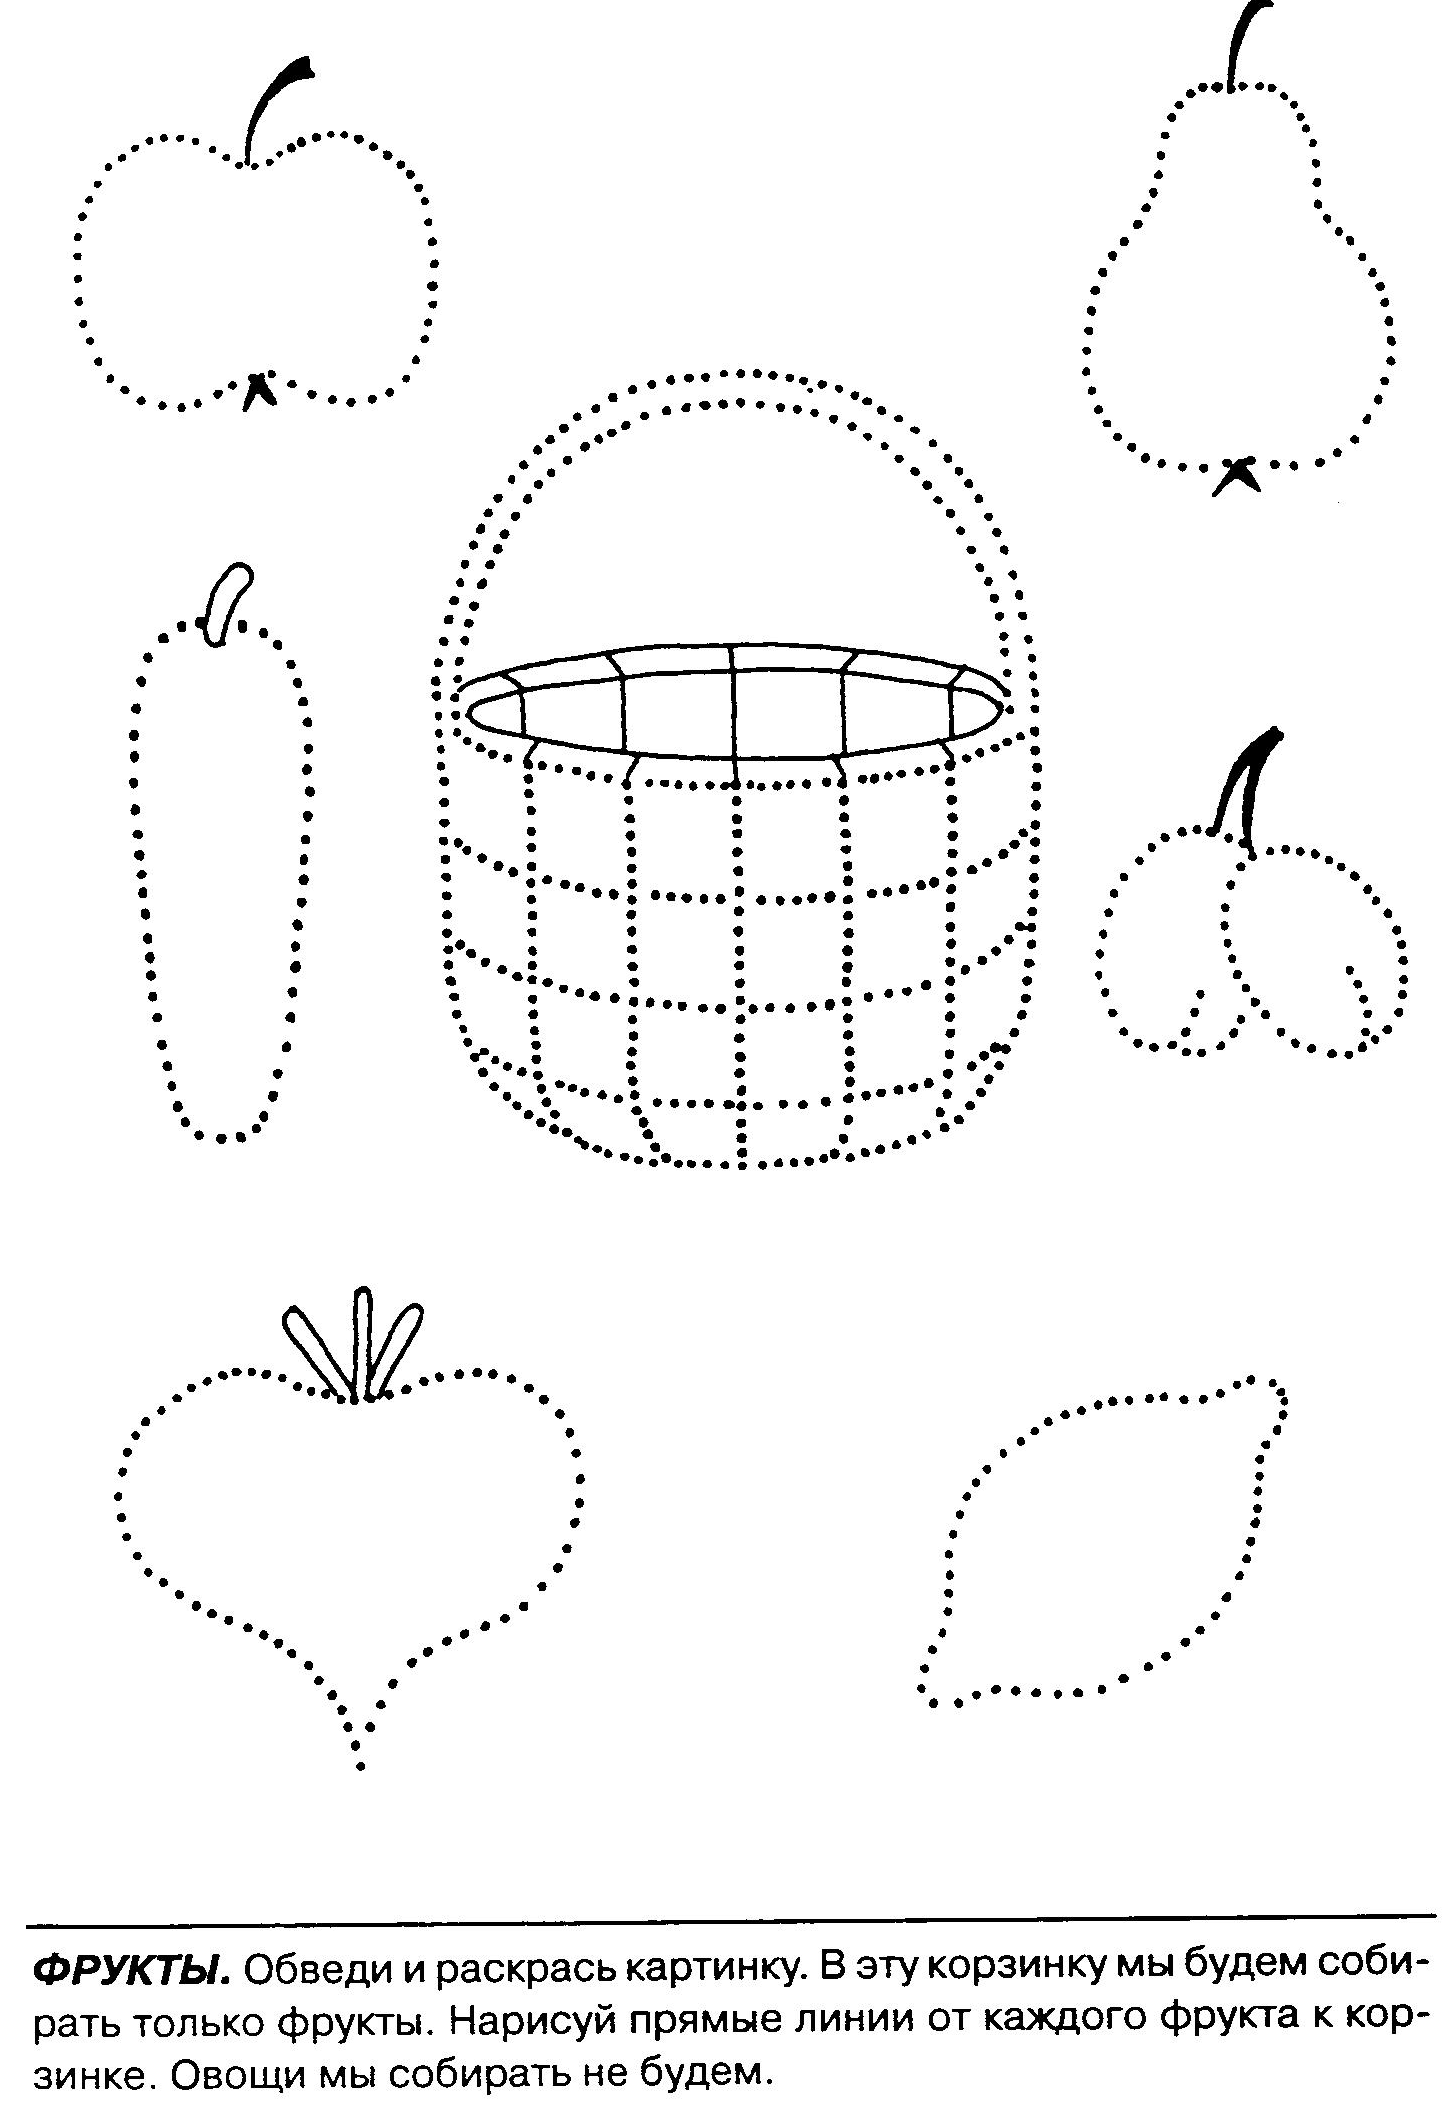 ФРУКТЫ. Обведи и раскрась картинку. В эту корзинку мы будем соби-
рать только фрукты. Нарисуй прямые линии от каждого фрукта к кор-
зинке. Овощи мы собирать не будем.